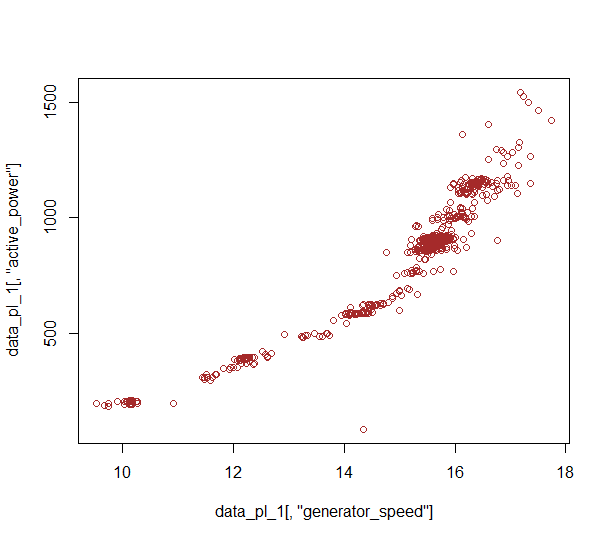 1500
1000
500
data_pl_1[, "active_power"]
10 12 14 16 18
data_pl_1[, "generator_speed"]